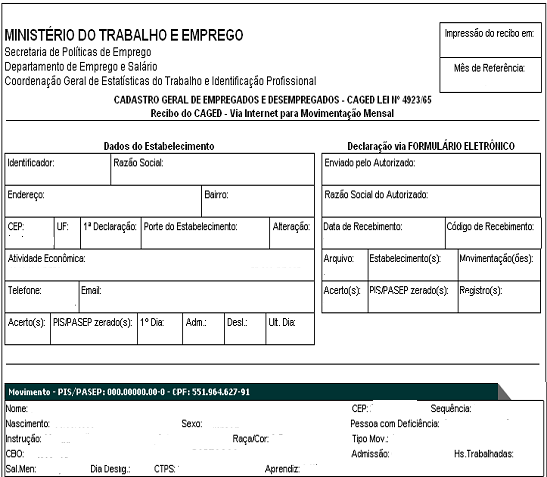 MINISTÉRIO DO TRABALHO E EMPREGO
Secretaria de Políticas de Emprego
Departamento de Emprego e Salário
Coordenação Geral de Estatísticas do Trabalho e Identificação Profissional
Impressão do recibo em:
Mês de Referência:
CADASTRO GERAL DE EMPREGADOS E DESEMPREGADOS - CAGED LEI Nº 4923/65
Recibo do CAGED - Via Internet para Movimentação Mensal
Dados do Estabelecimento
Identificador: Razão Social:
Endereço: Bairro:
CEP: UF: 1ª Declaração: Porte do Estabelecimento: Alteração:
Atividade Econômica:
Telefone: Email:
Acerto(s): PIS/PASEP zerado(s): 1º Dia: Adm.: Desl.: Ult. Dia:
Declaração via FORMULÁRIO ELETRÔNICO
Enviado pelo Autorizado:
Razão Social do Autorizado:
Data de Recebimento: Código de Recebimento:
Arquivo: Estabelecimento(s): Movimentação(ões):
Acerto(s): PIS/PASEP zerado(s): Registro(s):
Movimento - PIS/PASEP: 000.00000.00-0 - CPF: 551.964.627-91
Nome: CEP: Sequência:
Nascimento: Sexo: Pessoa com Deficiência:
Instrução: Raça/Cor: Tipo Mov.:
CBO: Admissão: Hs.Trabalhadas:
Sal.Men: Dia Desig.: CTPS: Aprendiz: